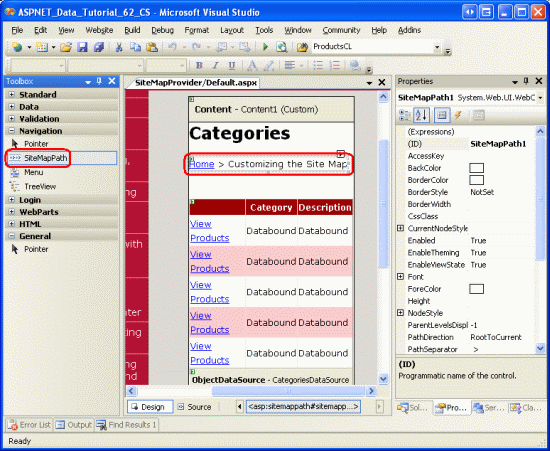 ASPNET_Data_Tutorial_62_CS - Microsoft Visual Studio
File Edit View Website Build Debug Format Layout Tools Window Community Help Addins
ProductsCL
Toolbox
Standard
Data
Validation
Navigation
Pointer
SiteMapPath
Menu
TreeView
Login
WebParts
HTML
General
Pointer
SiteMapProvider/Default.aspx
Content - Content1 (Custom)
Categories
Home > Customizing the Site Map
Category Description
View Products Databound Databound
View Products Databound Databound
View Products Databound Databound
View Products Databound Databound
View Products Databound Databound
ObjectDataSource - CategoriesDataSource
with
Design Source <asp:sitemappath#sitemapp...>
Properties
SiteMapPath1 System.Web.UI.WebC
(Expressions)
(ID) SiteMapPath1
AccessKey
BackColor
BorderColor
BorderStyle NotSet
BorderWidth
CssClass
CurrentNodeStyle
Enabled True
EnableTheming True
EnableViewState True
Font
ForeColor
Height
NodeStyle
ParentLevelsDispl -1
PathDirection RootToCurrent
PathSeparator >
(ID)
Programmatic name of the control.
Sol... Pro... Ser... Cla...
Error List Output Find Results 1
Ready